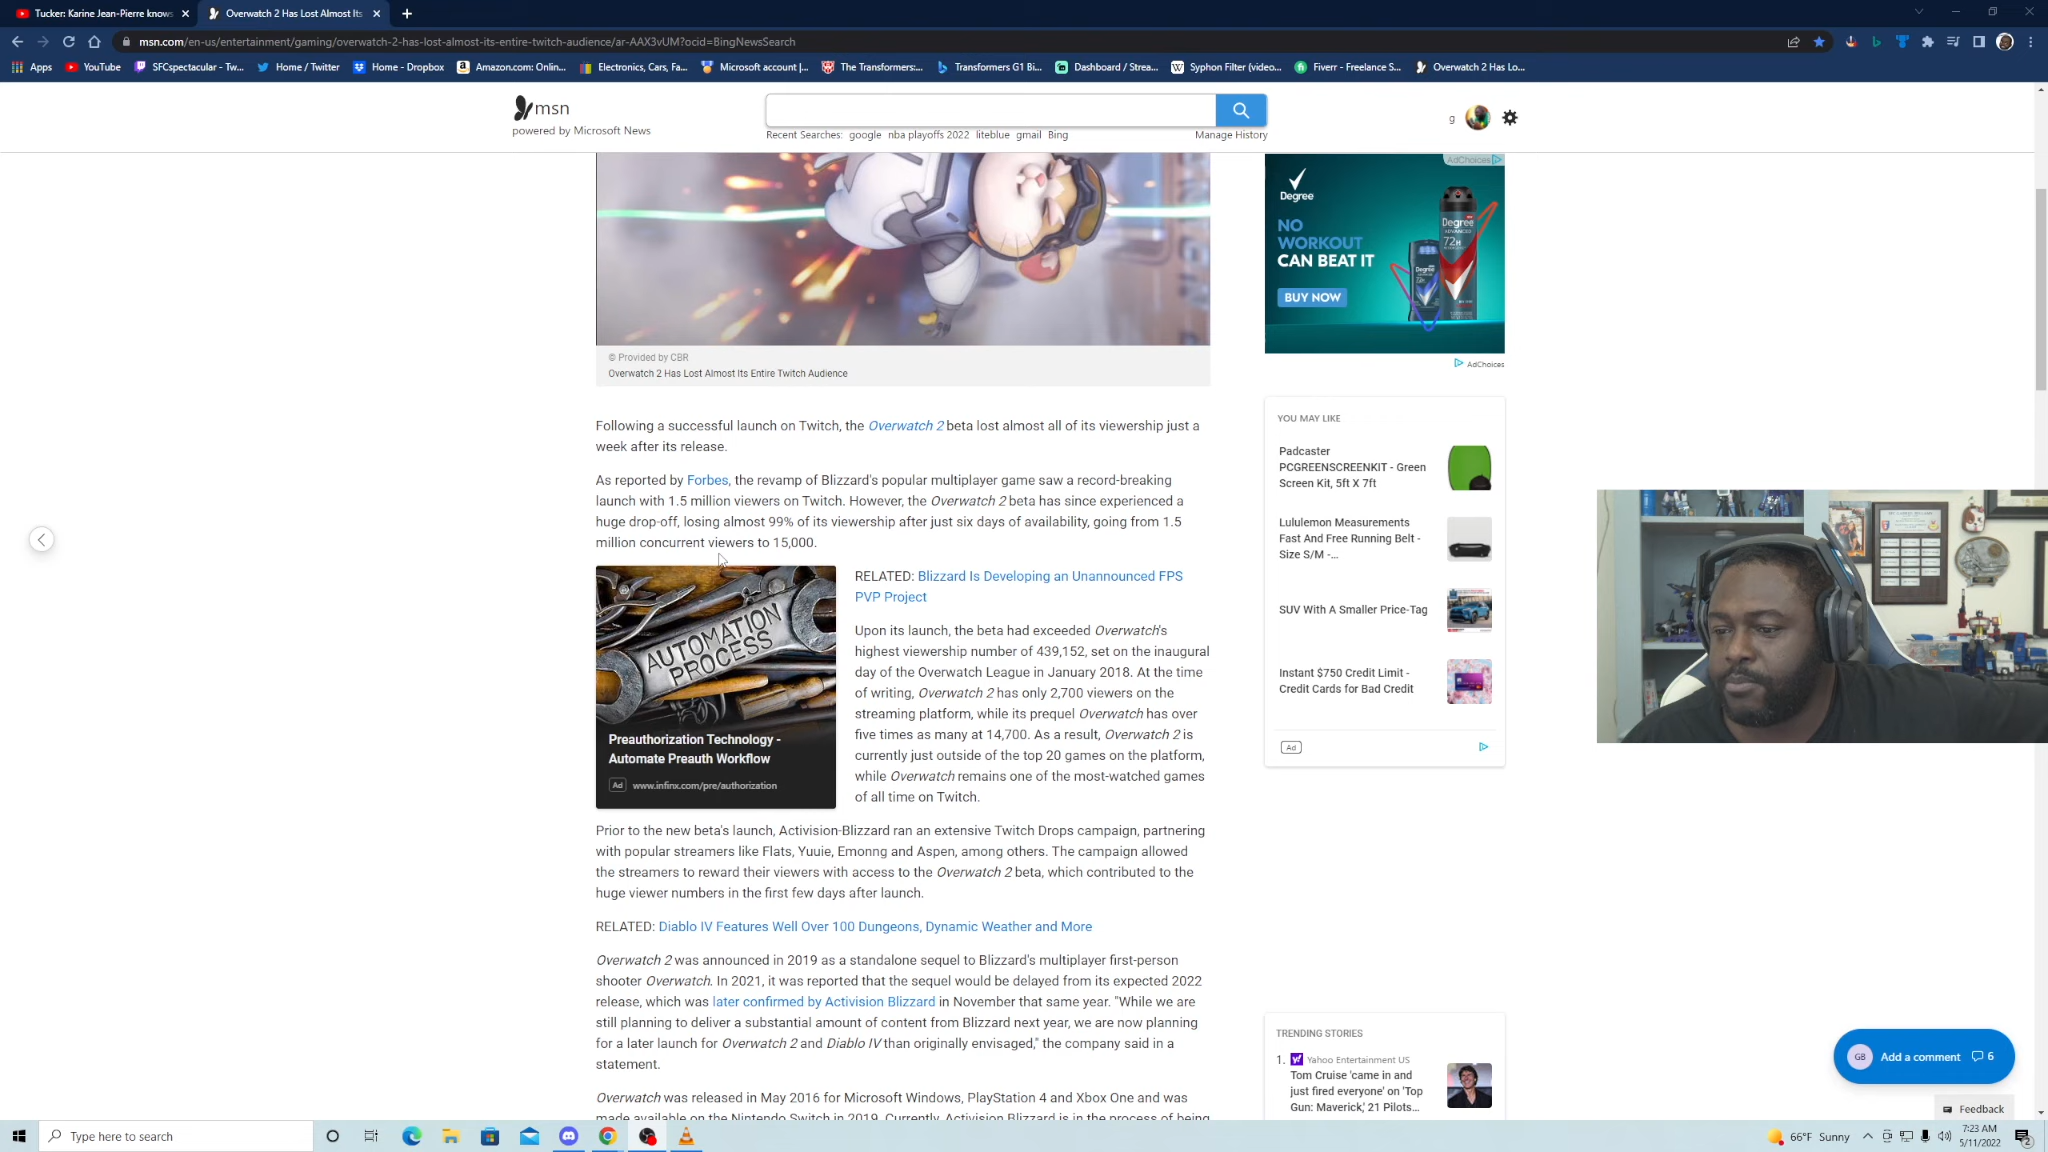 Tucker: Karine Jean-Pierre knows
Overwatch 2 Has Lost Almost Its
msn.com/en-us/entertainment/gaming/overwatch-2-has-lost-almost-its-entire-twitch-audience/ar-AAX3vUM?ocid=BingNewsSearch
Apps YouTube SFCspectacular - Tw... Home / Twitter Home - Dropbox Amazon.com: Onlin... Electronics, Cars, Fa... Microsoft account |... The Transformers:... Transformers G1 Bi... Dashboard / Strea... Syphon Filter (video... Fiverr - Freelance S... Overwatch 2 Has Lo...
msn
powered by Microsoft News
Recent Searches: google nba playoffs 2022 liteblue gmail Bing
Manage History
g
AdChoices
Degree
NO
WORKOUT
CAN BEAT IT
BUY NOW
Degree
ADVANCED
72H
Degree
AdChoices
© Provided by CBR
Overwatch 2 Has Lost Almost Its Entire Twitch Audience
Following a successful launch on Twitch, the Overwatch 2 beta lost almost all of its viewership just a
week after its release.
As reported by Forbes, the revamp of Blizzard's popular multiplayer game saw a record-breaking
launch with 1.5 million viewers on Twitch. However, the Overwatch 2 beta has since experienced a
huge drop-off, losing almost 99% of its viewership after just six days of availability, going from 1.5
million concurrent viewers to 15,000.
AUTOMATION
PROCESS
Preauthorization Technology -
Automate Preauth Workflow
Ad www.infinx.com/pre/authorization
RELATED: Blizzard Is Developing an Unannounced FPS
PVP Project
Upon its launch, the beta had exceeded Overwatch's
highest viewership number of 439,152, set on the inaugural
day of the Overwatch League in January 2018. At the time
of writing, Overwatch 2 has only 2,700 viewers on the
streaming platform, while its prequel Overwatch has over
five times as many at 14,700. As a result, Overwatch 2 is
currently just outside of the top 20 games on the platform,
while Overwatch remains one of the most-watched games
of all time on Twitch.
Prior to the new beta's launch, Activision-Blizzard ran an extensive Twitch Drops campaign, partnering
with popular streamers like Flats, Yuuie, Emonng and Aspen, among others. The campaign allowed
the streamers to reward their viewers with access to the Overwatch 2 beta, which contributed to the
huge viewer numbers in the first few days after launch.
RELATED: Diablo IV Features Well Over 100 Dungeons, Dynamic Weather and More
Overwatch 2 was announced in 2019 as a standalone sequel to Blizzard's multiplayer first-person
shooter Overwatch. In 2021, it was reported that the sequel would be delayed from its expected 2022
release, which was later confirmed by Activision Blizzard in November that same year. "While we are
still planning to deliver a substantial amount of content from Blizzard next year, we are now planning
for a later launch for Overwatch 2 and Diablo IV than originally envisaged," the company said in a
statement.
Overwatch was released in May 2016 for Microsoft Windows, PlayStation 4 and Xbox One and was
made available on the Nintendo Switch in 2019. Currently, Activision Blizzard is in the process of being
YOU MAY LIKE
Padcaster
PCGREENSCREENKIT - Green
Screen Kit, 5ft X 7ft
Lululemon Measurements
Fast And Free Running Belt -
Size S/M -...
SUV With A Smaller Price-Tag
Instant $750 Credit Limit -
Credit Cards for Bad Credit
Ad
TRENDING STORIES
1. Yahoo Entertainment US
Tom Cruise 'came in and
just fired everyone' on 'Top
Gun: Maverick,' 21 Pilots...
GB Add a comment 6
Feedback
Type here to search
66°F Sunny
7:23 AM
5/11/2022
2